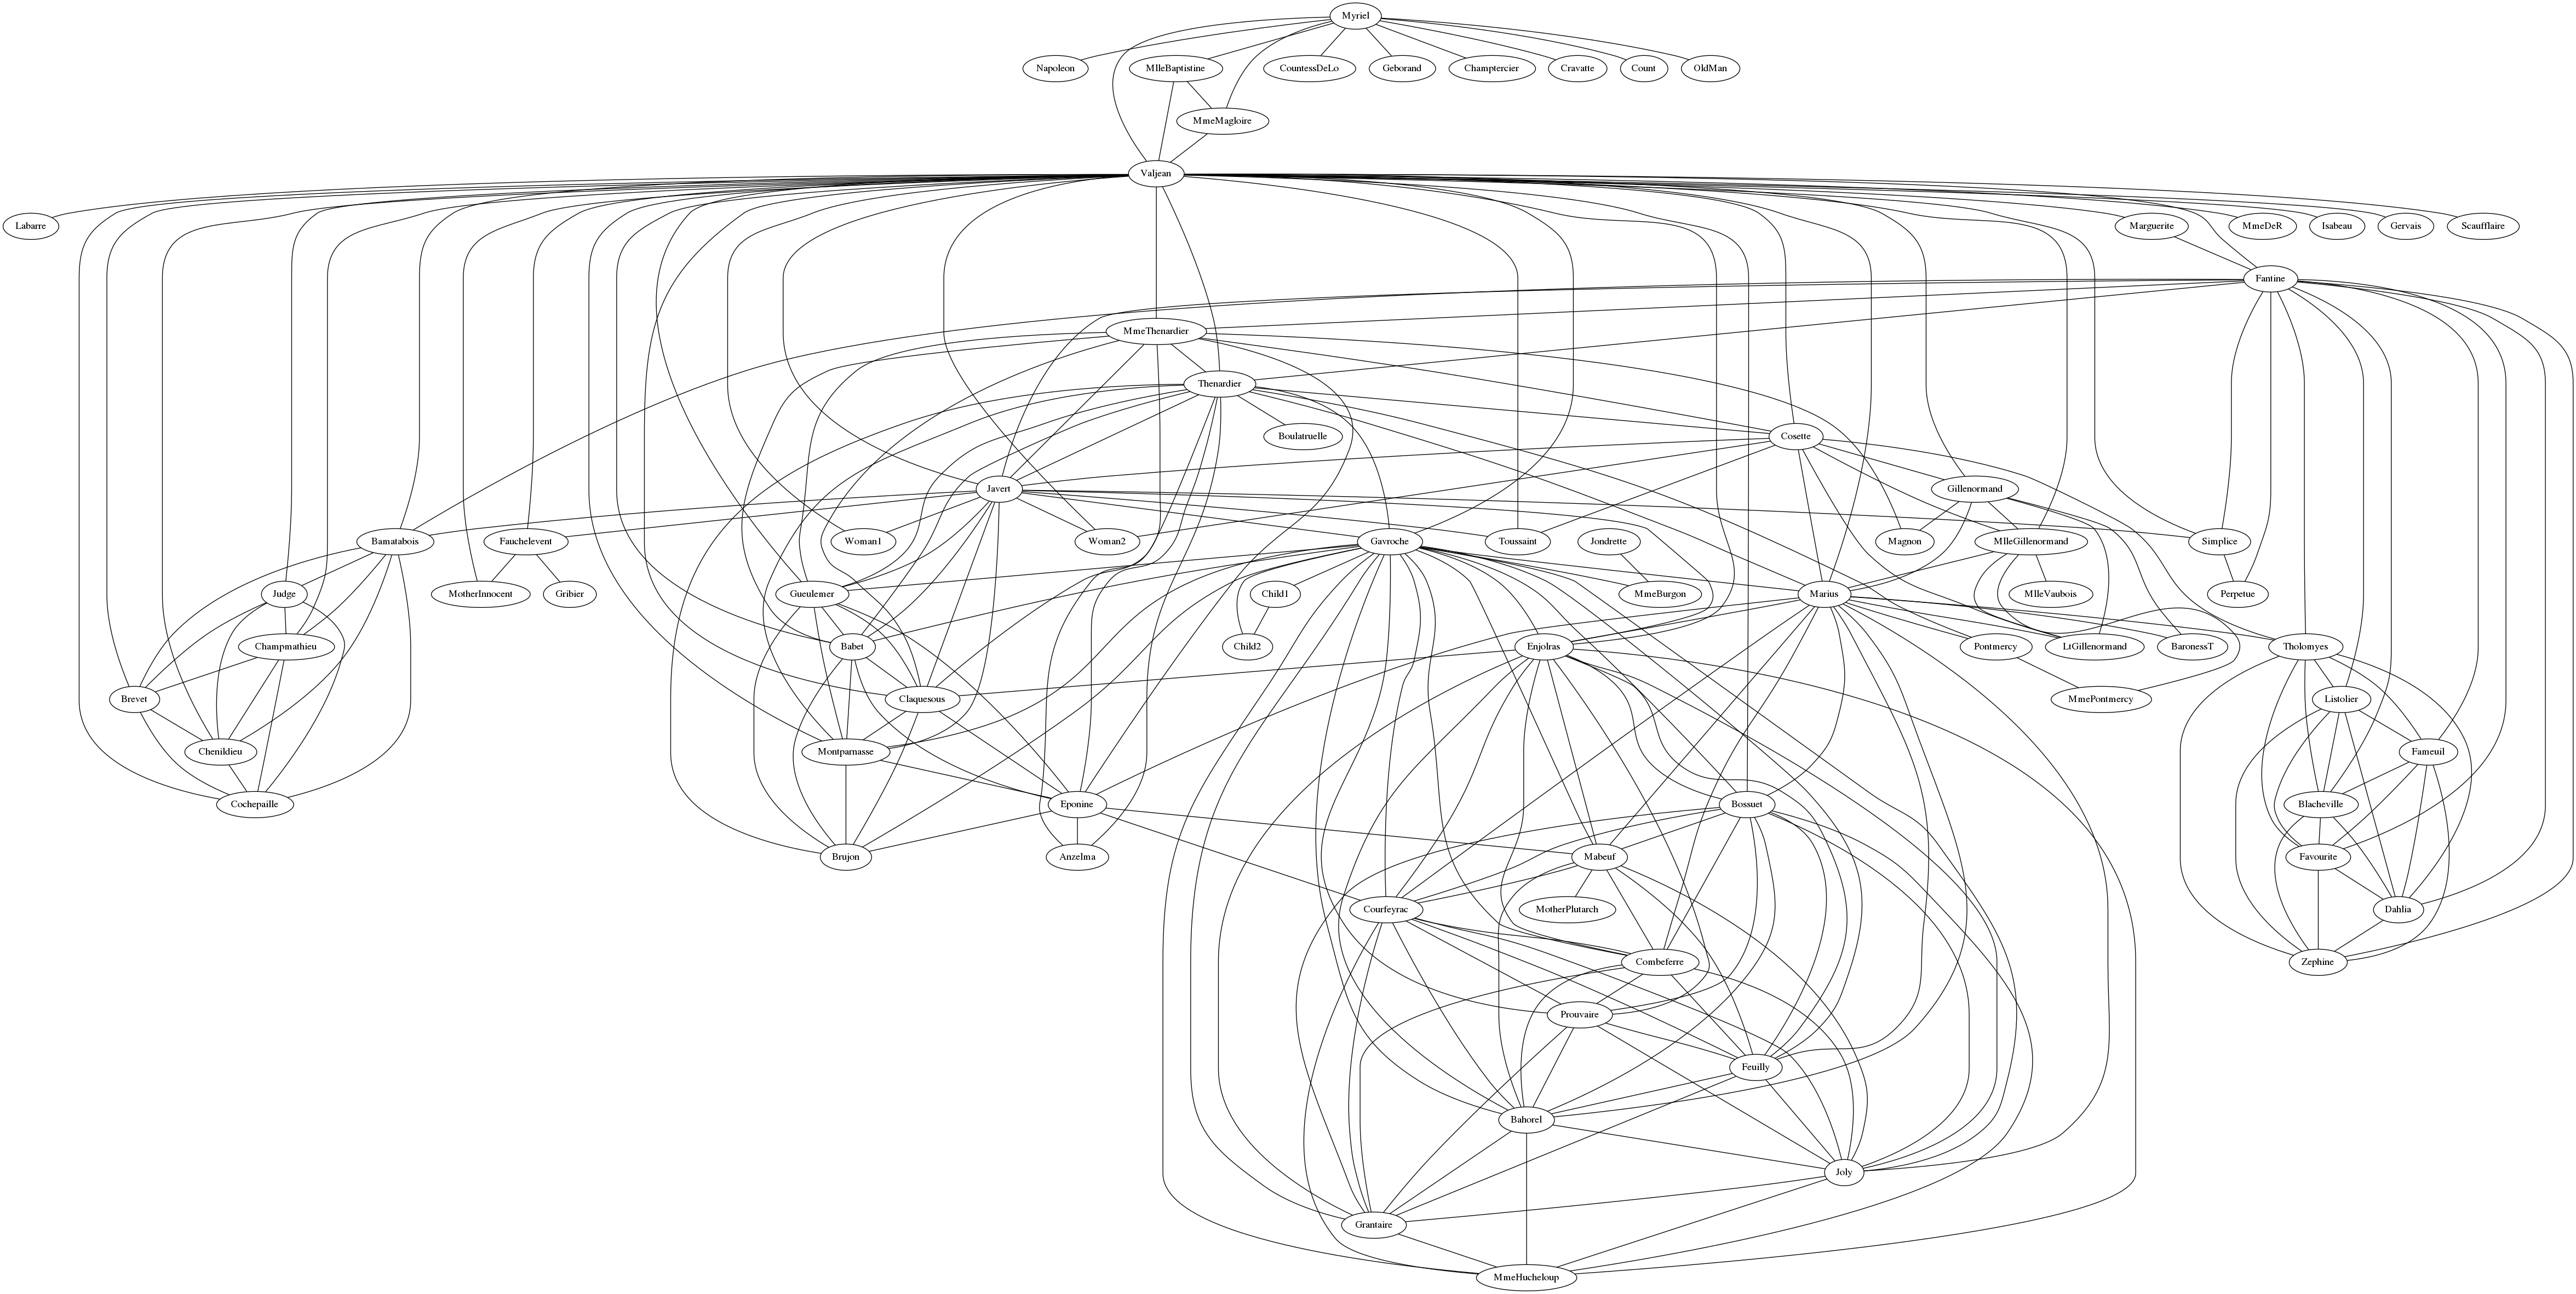 Myriel
Napoleon
MlleBaptistine
CountessDeLo
Geborand
Champtercier
Cravatte
Count
OldMan
MmeMagloire
Valjean
Labarre
Marguerite
MmeDeR
Isabeau
Gervais
Scaufflaire
Fantine
MmeThenardier
Thenardier
Boulatruelle
Cosette
Javert
Gillenormand
Bamatabois
Fauchelevent
Woman1
Woman2
Gavroche
Toussaint
Jondrette
Magnon
MlleGillenormand
Simplice
Judge
MotherInnocent
Gribier
Gueulemer
Child1
MmeBurgon
Marius
MlleVaubois
Perpetue
Champmathieu
Babet
Child2
Enjolras
Pontmercy
LtGillenormand
BaronessT
Tholomyes
Brevet
Claquesous
MmePontmercy
Listolier
Chenildieu
Montparnasse
Fameuil
Cochepaille
Eponine
Bossuet
Blacheville
Brujon
Anzelma
Mabeuf
Favourite
Courfeyrac
MotherPlutarch
Dahlia
Combeferre
Zephine
Prouvaire
Feuilly
Bahorel
Joly
Grantaire
MmeHucheloup